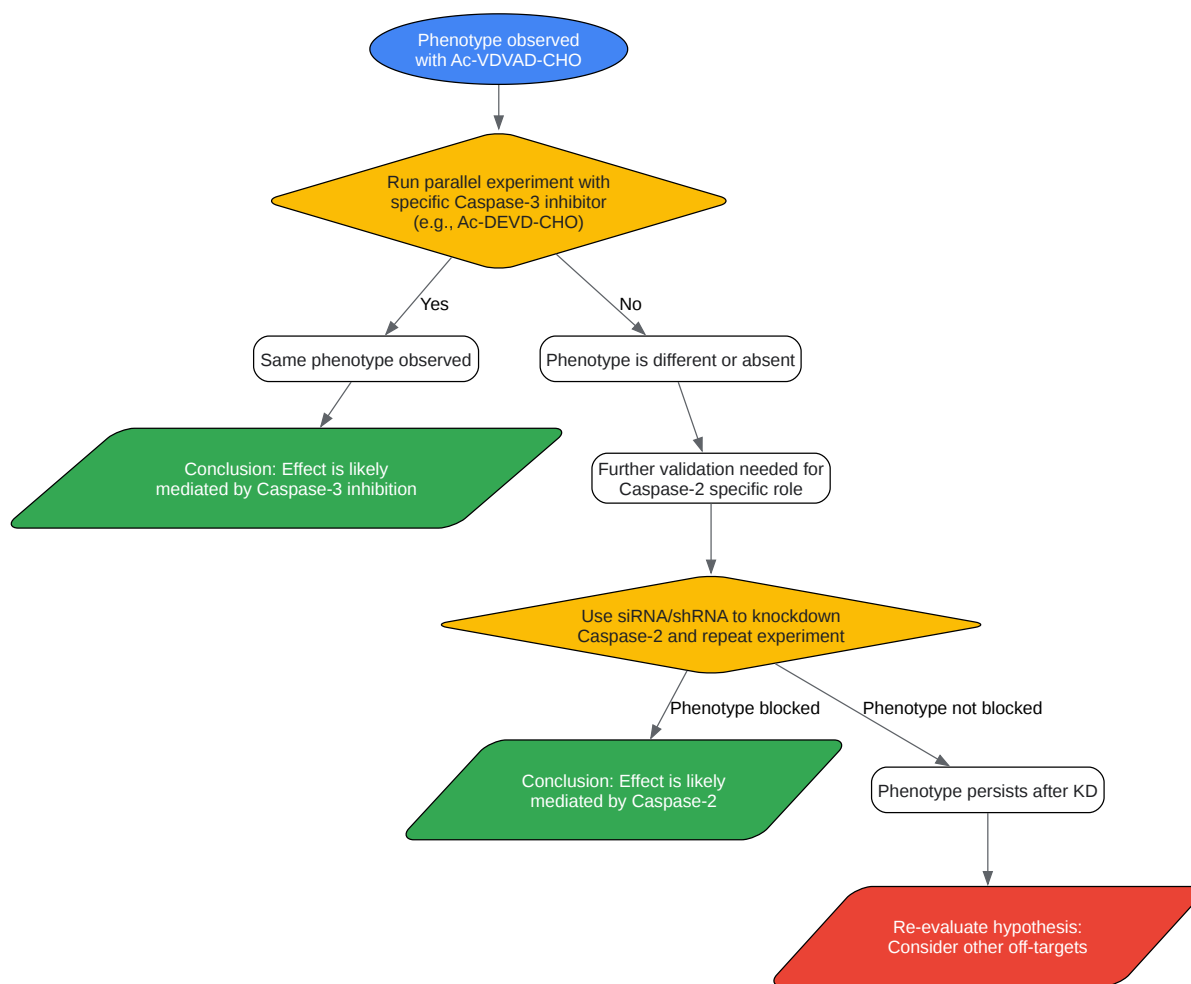 Phenotype observed
with Ac-VDVAD-CHO
Run parallel experiment with
specific Caspase-3 inhibitor
(e.g., Ac-DEVD-CHO)
Yes
No
Same phenotype observed
Phenotype is different or absent
Conclusion: Effect is likely
mediated by Caspase-3 inhibition
Further validation needed for
Caspase-2 specific role
Use siRNA/shRNA to knockdown
Caspase-2 and repeat experiment
Phenotype blocked
Phenotype not blocked
Conclusion: Effect is likely
mediated by Caspase-2
Phenotype persists after KD
Re-evaluate hypothesis:
Consider other off-targets